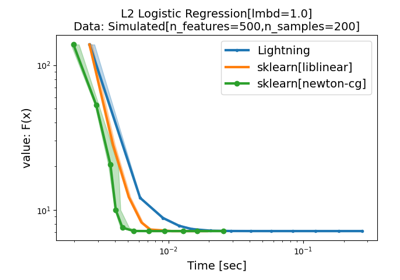 L2 Logistic Regression[lmbd=1.0]
Data: Simulated[n_features=500,n_samples=200]
Lightning
sklearn[liblinear]
sklearn[newton-cg]
value: F(x)
10²
10¹
10⁻²
10⁻¹
Time [sec]